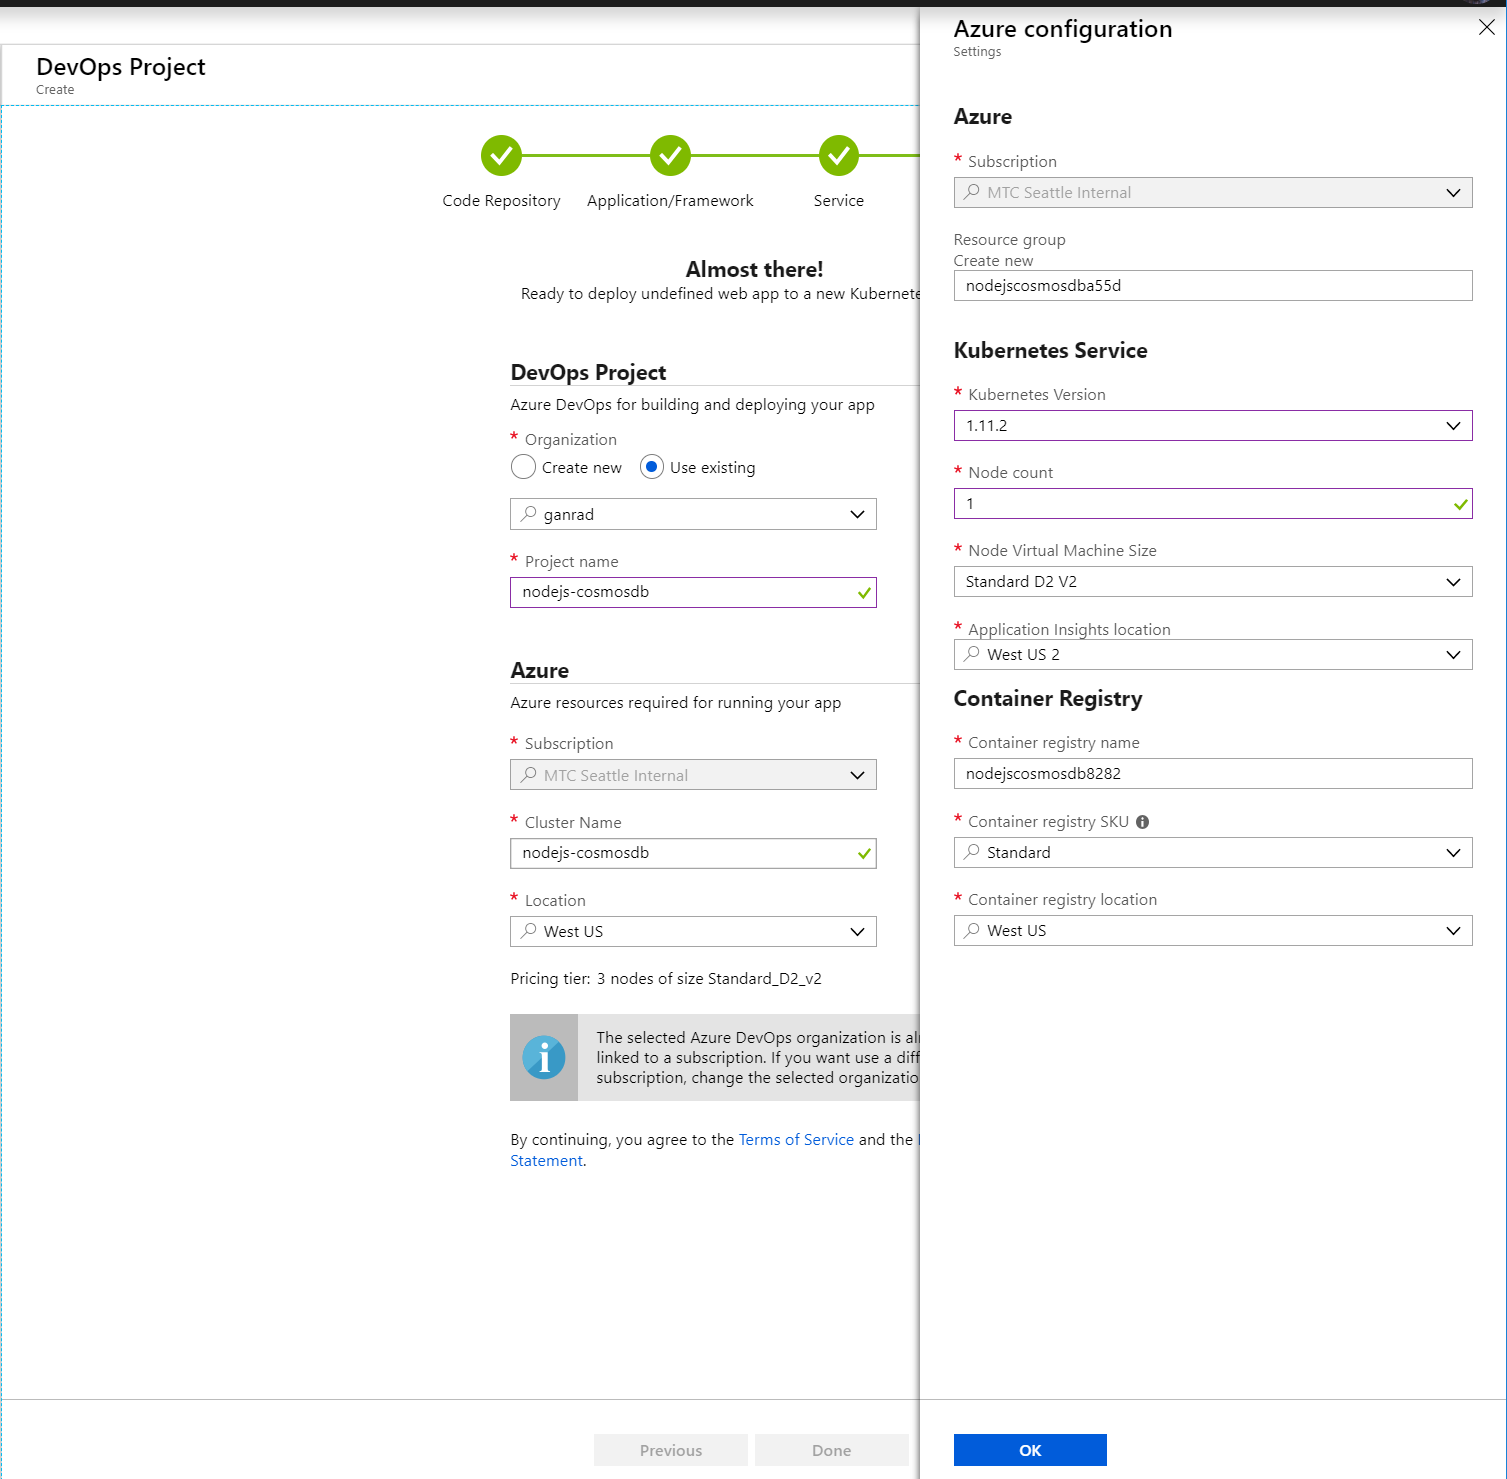 DevOps Project
Create
Code Repository
Application/Framework
Service
Almost there!
Ready to deploy undefined web app to a new Kubernete
DevOps Project
Azure DevOps for building and deploying your app
* Organization
Create new
Use existing
ganrad
* Project name
nodejs-cosmosdb
Azure
Azure resources required for running your app
* Subscription
MTC Seattle Internal
* Cluster Name
nodejs-cosmosdb
* Location
West US
Pricing tier: 3 nodes of size Standard_D2_v2
The selected Azure DevOps organization is al
linked to a subscription. If you want use a diff
subscription, change the selected organizatio
By continuing, you agree to the Terms of Service and the
Statement.
Previous
Done
Azure configuration
Settings
Azure
* Subscription
MTC Seattle Internal
Resource group
Create new
nodejscosmosdba55d
Kubernetes Service
* Kubernetes Version
1.11.2
* Node count
1
* Node Virtual Machine Size
Standard D2 V2
* Application Insights location
West US 2
Container Registry
* Container registry name
nodejscosmosdb8282
* Container registry SKU
Standard
* Container registry location
West US
OK